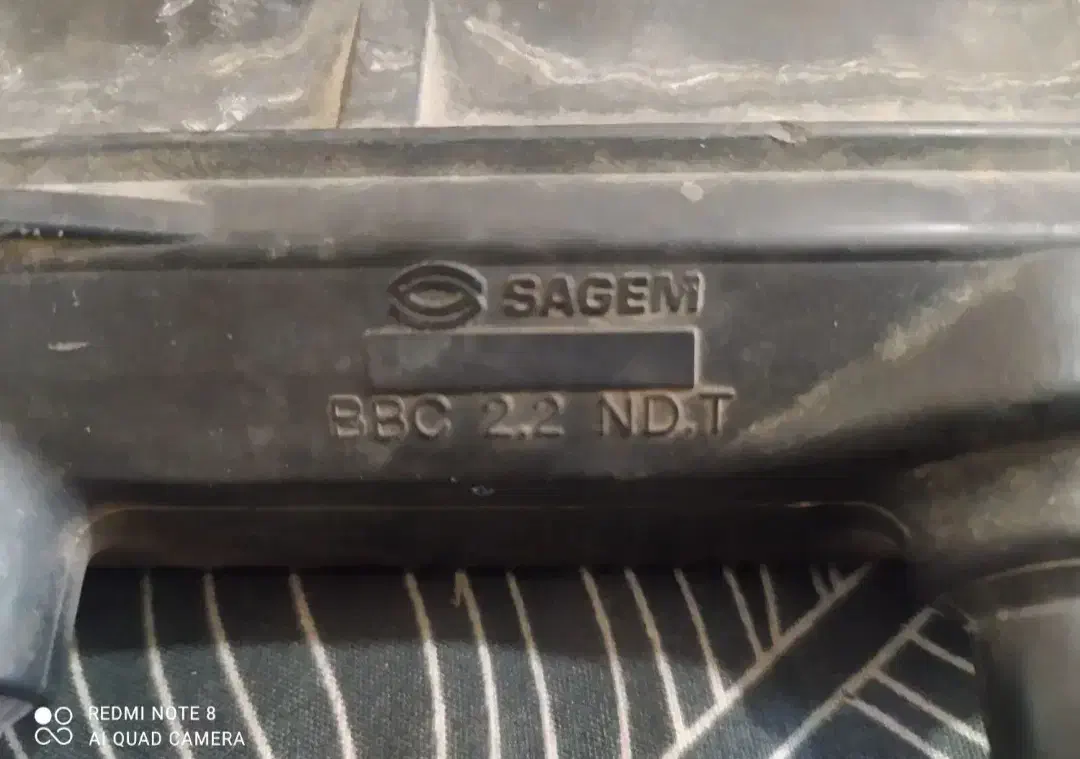 SAGEM
BBC 2.2 ND.T
REDMI NOTE 8
AI QUAD CAMERA